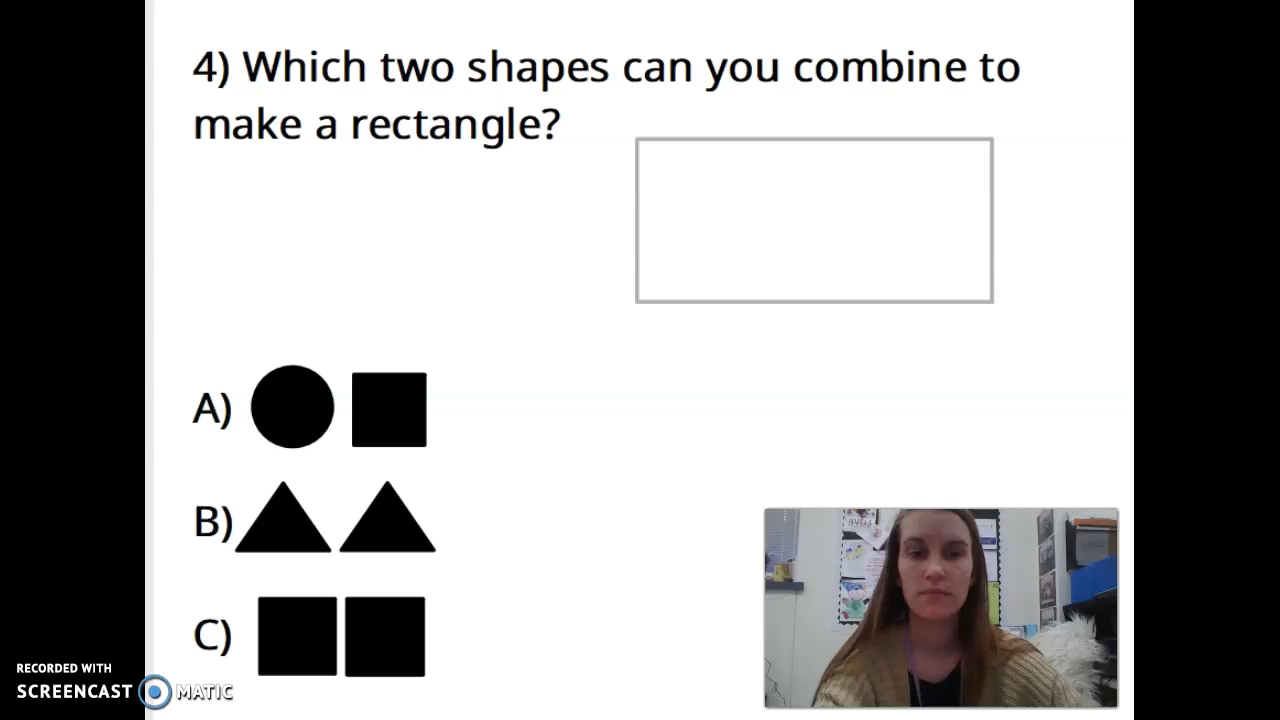 4) Which two shapes can you combine to
make a rectangle?
A)
B)
C)
RECORDED WITH
SCREENCAST MATIC